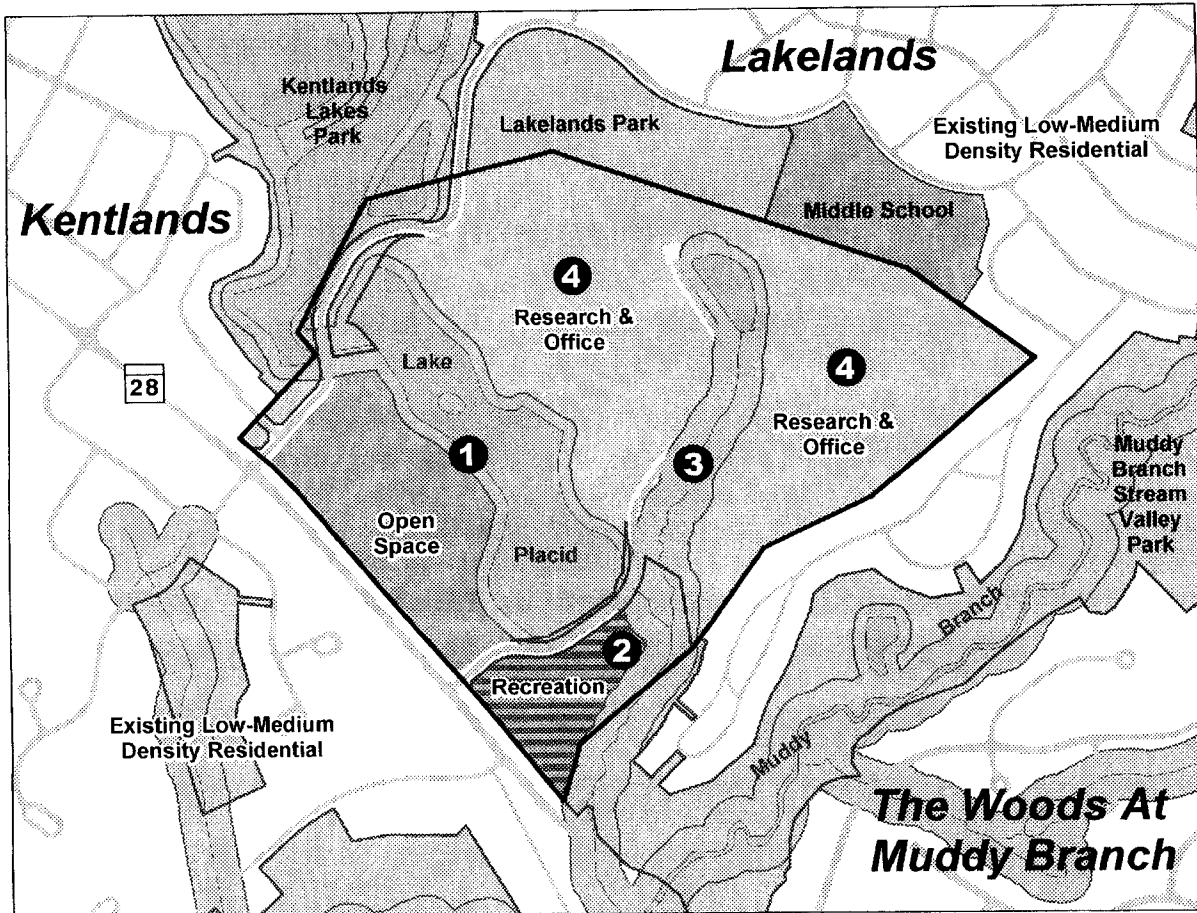 Lakelands
Kentlands
Lakes
Park
Lakelands Park
Existing Low-Medium
Density Residential
Kentlands
Middle School
4
Research &
Office
Lake
4
Research &
Office
28
1
3
Muddy
Branch
Stream
Valley
Park
Open
Space
Placid
Branch
2
Recreation
Existing Low-Medium
Density Residential
Muddy
The Woods At
Muddy Branch